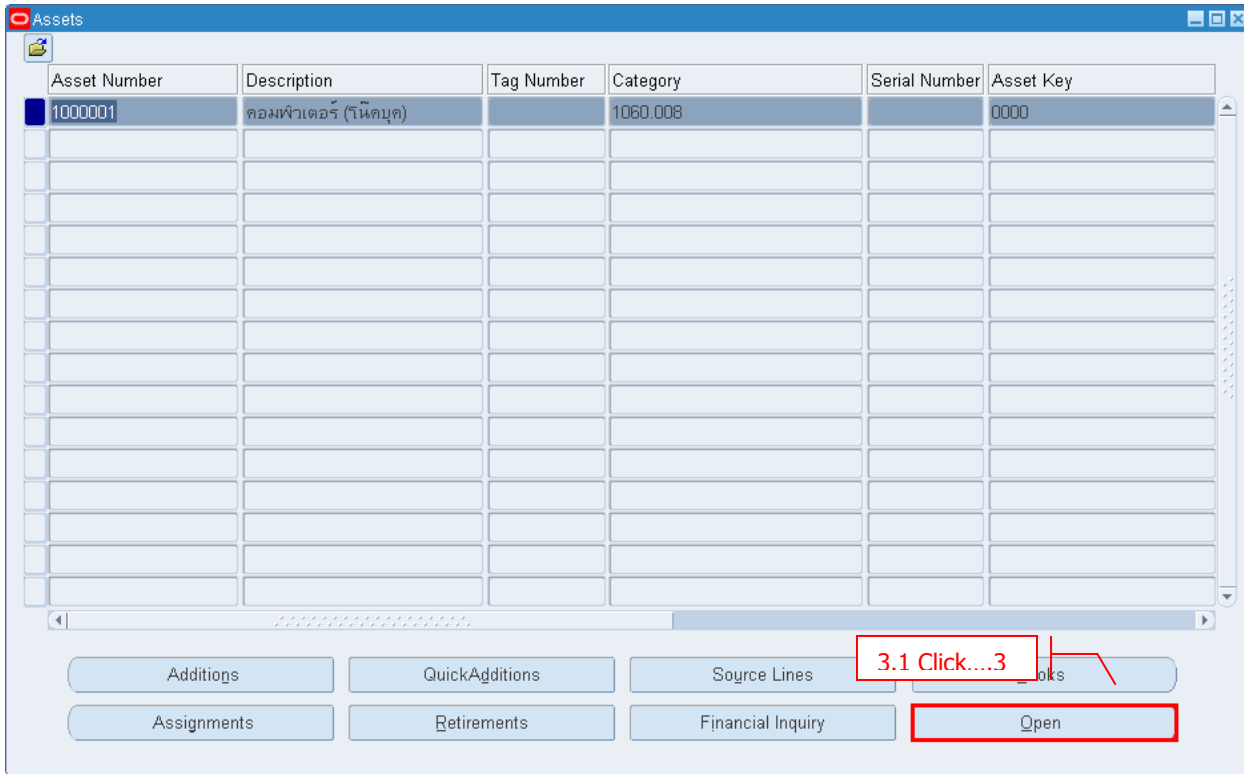 Assets
Asset Number Description Tag Number Category Serial Number Asset Key
1000001 คอมพิวเตอร์ (โน๊ตบุค) 1060.008 0000
3.1 Click....3
Additions QuickAdditions Source Lines oks
Assignments Retirements Financial Inquiry Open